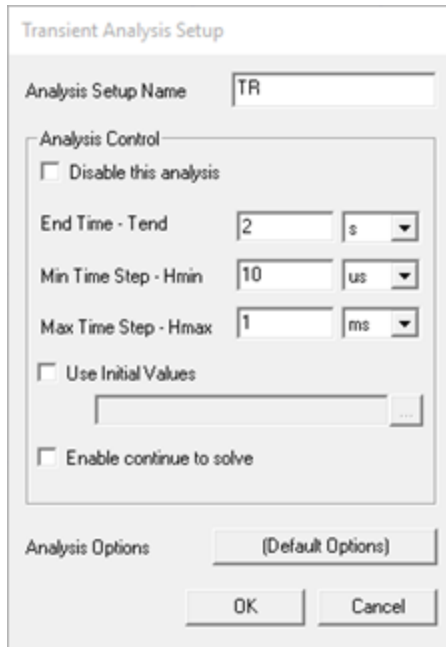 Transient Analysis Setup
Analysis Setup Name TR
Analysis Control
Disable this analysis
End Time - Tend 2 s
Min Time Step - Hmin 10 us
Max Time Step - Hmax 1 ms
Use Initial Values
...
Enable continue to solve
Analysis Options (Default Options)
OK Cancel